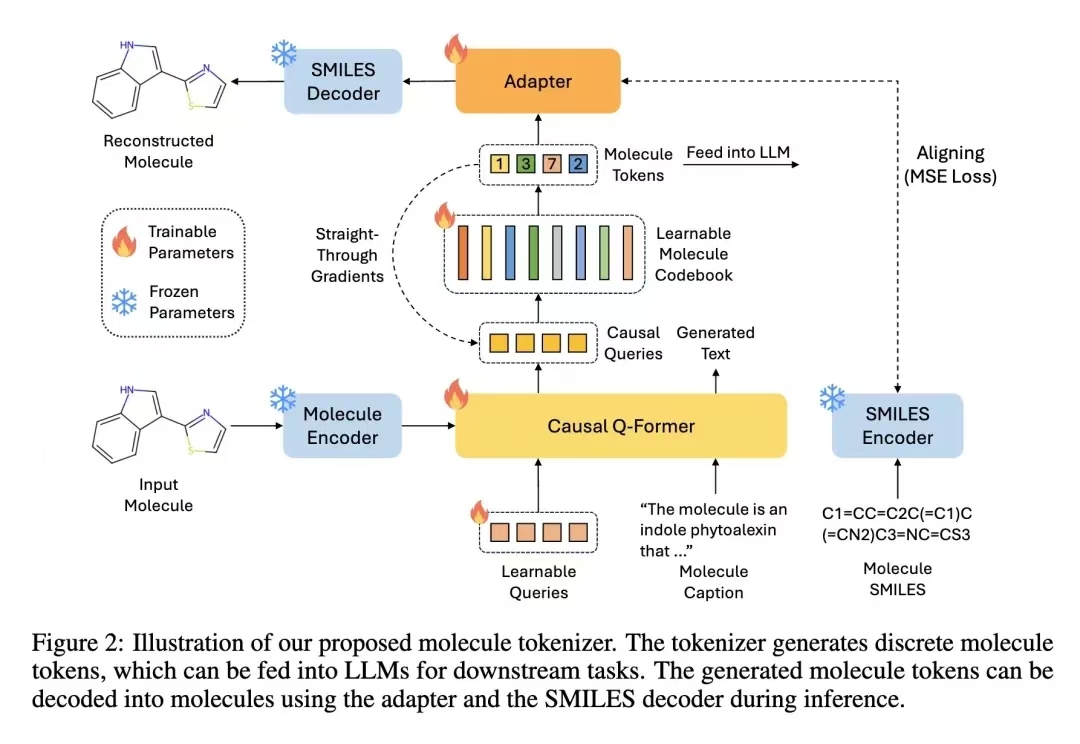 HN
N
S
Reconstructed
Molecule
SMILES
Decoder
Adapter
1 3 7 2
Molecule
Tokens
Feed into LLM
Aligning
(MSE Loss)
Trainable
Parameters
Frozen
Parameters
Straight-
Through
Gradients
Learnable
Molecule
Codebook
Causal
Queries
Generated
Text
HN
N
S
Input
Molecule
Molecule
Encoder
Causal Q-Former
SMILES
Encoder
Learnable
Queries
“The molecule is an
indole phytoalexin
that ...”
Molecule
Caption
C1=CC=C2C(=C1)C
(=CN2)C3=NC=CS3
Molecule
SMILES
Figure 2: Illustration of our proposed molecule tokenizer. The tokenizer generates discrete molecule
tokens, which can be fed into LLMs for downstream tasks. The generated molecule tokens can be
decoded into molecules using the adapter and the SMILES decoder during inference.